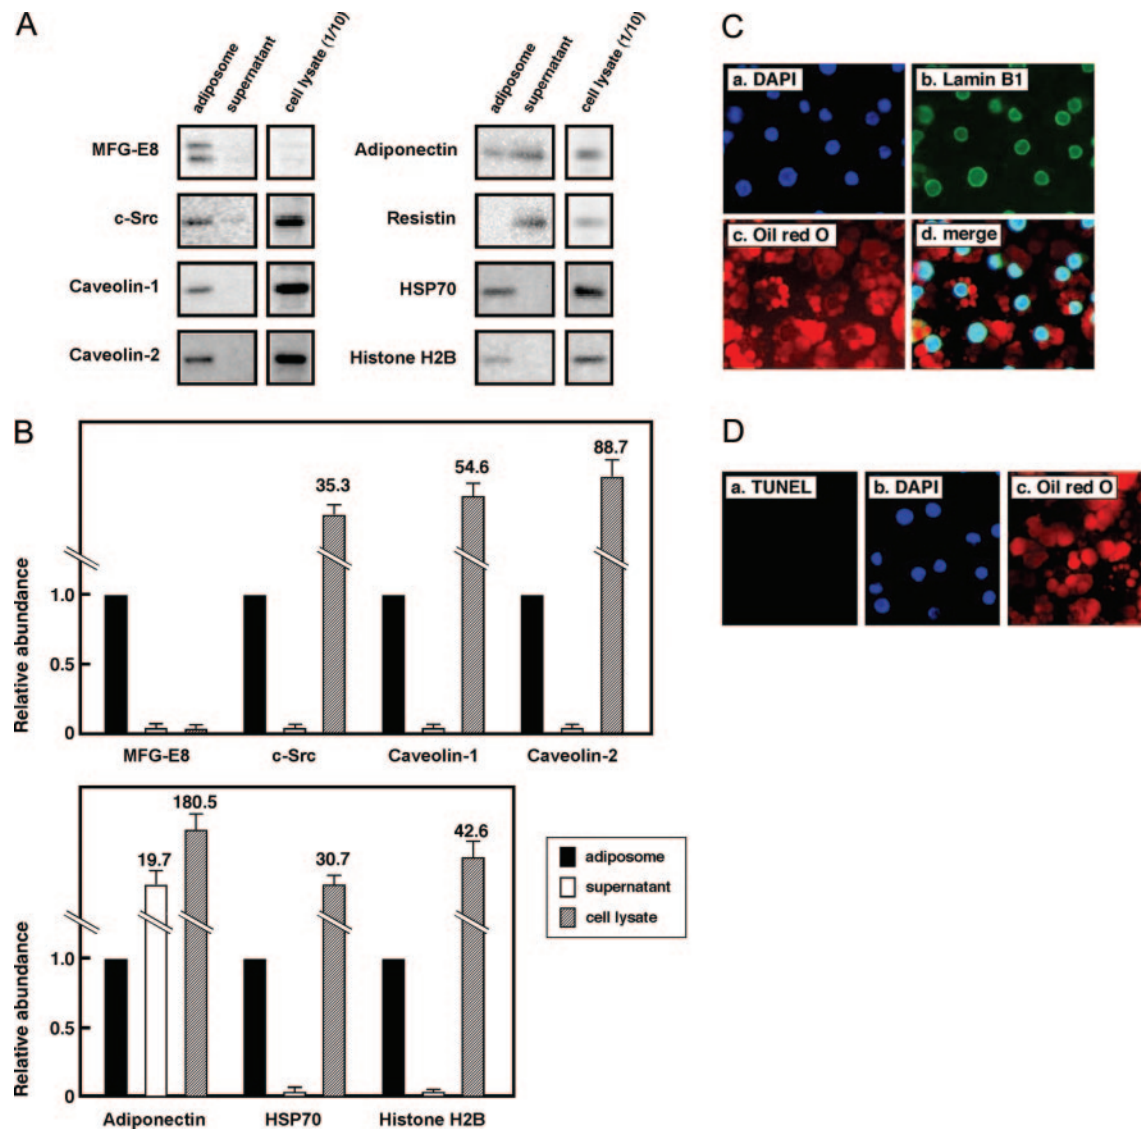 A
adiposome
supernatant
cell lysate (1/10)
MFG-E8
c-Src
Caveolin-1
Caveolin-2
adiposome
supernatant
cell lysate (1/10)
Adiponectin
Resistin
HSP70
Histone H2B
B
Relative abundance
1.0
0.5
0
35.3
54.6
88.7
MFG-E8
c-Src
Caveolin-1
Caveolin-2
Relative abundance
1.0
0.5
0
19.7
180.5
30.7
42.6
Adiponectin
HSP70
Histone H2B
adiposome
supernatant
cell lysate
C
a. DAPI
b. Lamin B1
c. Oil red O
d. merge
D
a. TUNEL
b. DAPI
c. Oil red O